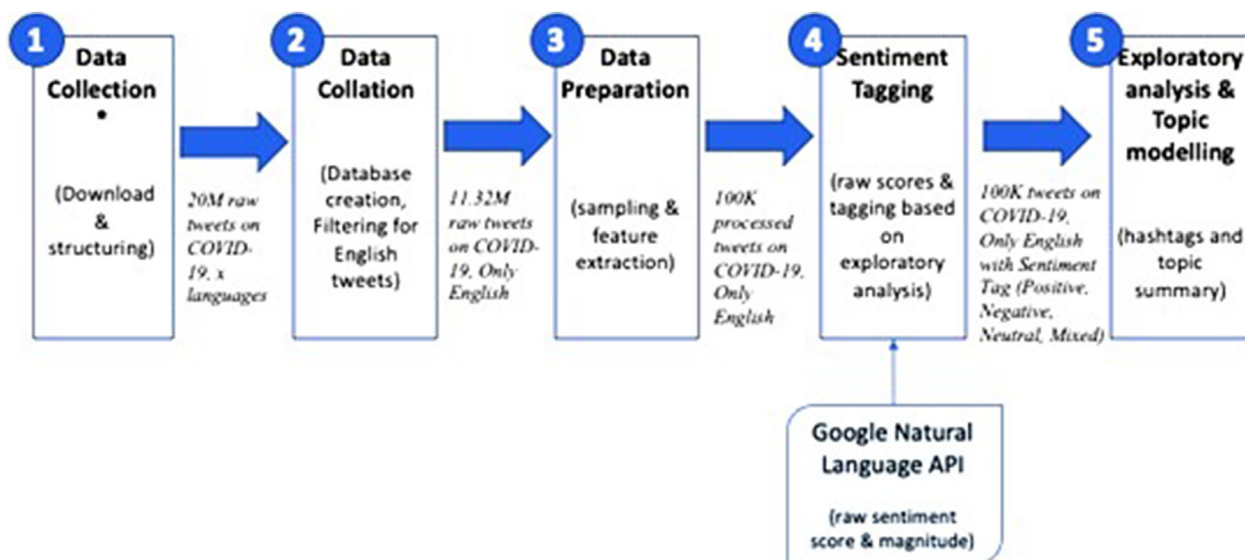 1
Data
Collection
•
(Download
&
structuring)
20M raw
tweets on
COVID-
19, x
languages
2
Data
Collation
(Database
creation,
Filtering for
English
tweets)
11.32M
raw tweets
on COVID-
19, Only
English
3
Data
Preparation
(sampling &
feature
extraction)
100K
processed
tweets on
COVID-19,
Only
English
4
Sentiment
Tagging
(raw scores &
tagging based
on
exploratory
analysis)
100K tweets on
COVID-19,
Only English
with Sentiment
Tag (Positive,
Negative,
Neutral, Mixed)
5
Exploratory
analysis &
Topic
modelling
(hashtags and
topic
summary)
Google Natural
Language API
(raw sentiment
score & magnitude)